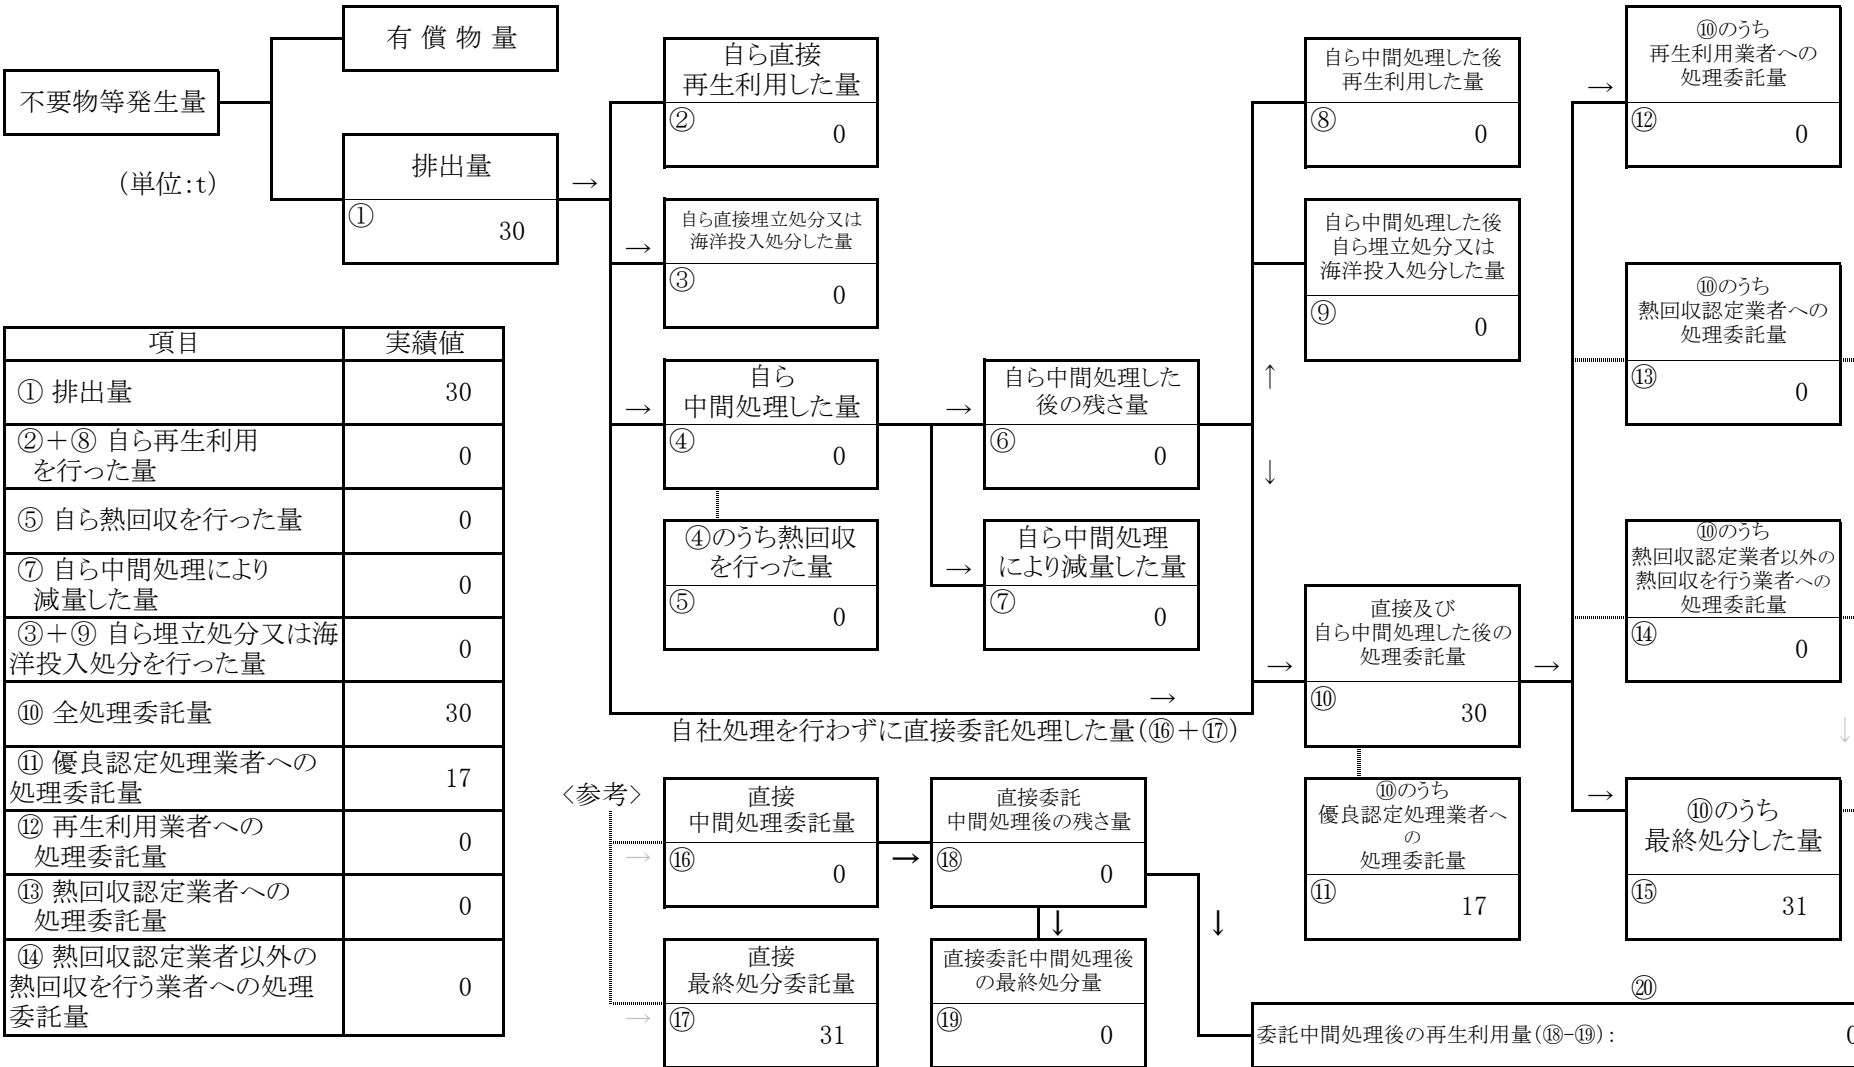 有償物量
不要物等発生量
(単位:t)
排出量
①
30
→
自ら直接
再生利用した量
②
0
→
自ら直接埋立処分又は
海洋投入処分した量
③
0
→
自ら
中間処理した量
④
0
④のうち熱回収
を行った量
⑤
0
→
自ら中間処理した
後の残さ量
⑥
0
→
自ら中間処理
により減量した量
⑦
0
↑
↓
自ら中間処理した後
再生利用した量
⑧
0
自ら中間処理した後
自ら埋立処分又は
海洋投入処分した量
⑨
0
→
自社処理を行わずに直接委託処理した量(⑯+⑰)
→
直接及び
自ら中間処理した後の
処理委託量
⑩
30
→
⑩のうち
優良認定処理業者へ
の
処理委託量
⑪
17
→
⑩のうち
再生利用業者への
処理委託量
⑫
0
⑩のうち
熱回収認定業者への
処理委託量
⑬
0
⑩のうち
熱回収認定業者以外の
熱回収を行う業者への
処理委託量
⑭
0
↓
→
⑩のうち
最終処分した量
⑮
31
項目
実績値
① 排出量
30
②+⑧ 自ら再生利用
を行った量
0
⑤ 自ら熱回収を行った量
0
⑦ 自ら中間処理により
減量した量
0
③+⑨ 自ら埋立処分又は海
洋投入処分を行った量
0
⑩ 全処理委託量
30
⑪ 優良認定処理業者への
処理委託量
17
⑫ 再生利用業者への
処理委託量
0
⑬ 熱回収認定業者への
処理委託量
0
⑭ 熱回収認定業者以外の
熱回収を行う業者への処理
委託量
0
<参考>
→
直接
中間処理委託量
⑯
0
→
直接委託
中間処理後の残さ量
⑱
0
↓
↓
→
直接
最終処分委託量
⑰
31
直接委託中間処理後
の最終処分量
⑲
0
⑳
委託中間処理後の再生利用量(⑱-⑲):
0